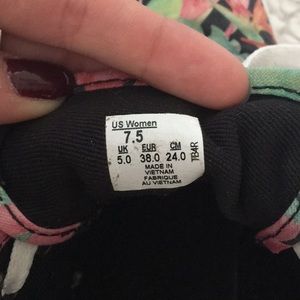 US Women
7.5
UK EUR CM
5.0 38.0 24.0
MADE IN
VIETNAM
FABRIQUE
AU VIETNAM
TB4R